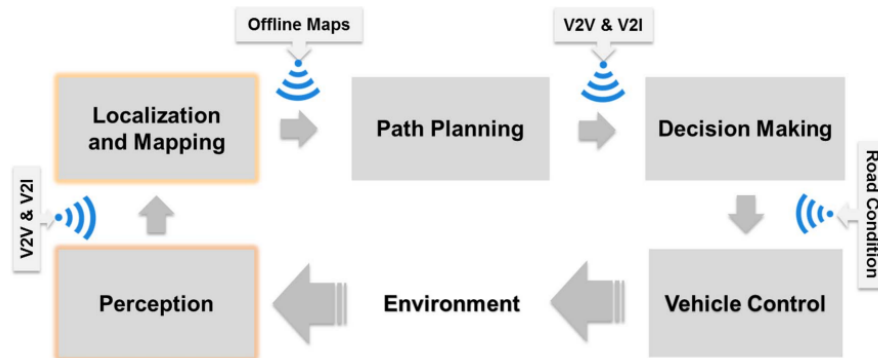 Offline Maps
V2V & V2I
Localization
and Mapping
Path Planning
Decision Making
V2V & V2I
Road Condition
Perception
Environment
Vehicle Control